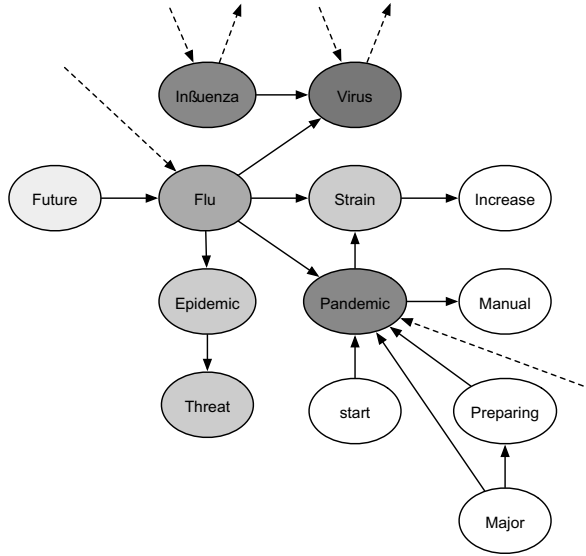 Inßuenza
Virus
Future
Flu
Strain
Increase
Epidemic
Pandemic
Manual
Threat
start
Preparing
Major